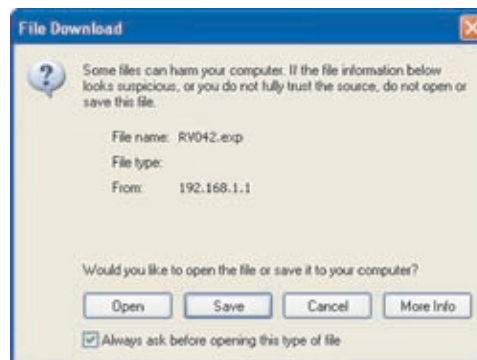 File Download
Some files can harm your computer. If the file information below
looks suspicious, or you do not fully trust the source, do not open or
save this file.
File name: RV042.exp
File type:
From: 192.168.1.1
Would you like to open the file or save it to your computer?
Open Save Cancel More Info
Always ask before opening this type of file